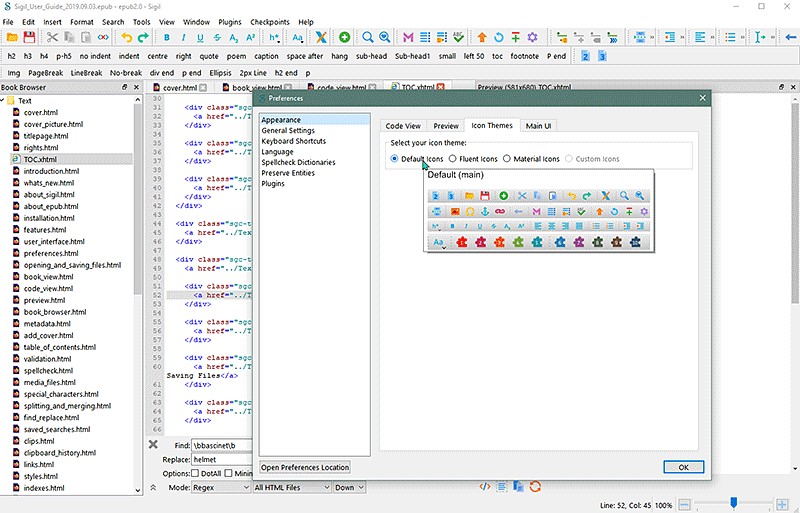 Sigil_User_Guide_2019.09.03.epub - epub2.0 - Sigil
File Edit Insert Format Search Tools View Window Plugins Checkpoints Help
B I U S A₂ A² h* Aa
h2 h3 h4 p-h5 no indent indent centre right quote poem caption space after hang sub-head Sub-head1 small left 50 toc footnote P end 2 3
Img PageBreak LineBreak No-break div end p end Ellipsis 2px Line h2 end p
Book Browser
cover.html book_view.html code_view.html TOC.xhtml Preview (581x680) TOC.xhtml
Text
cover.html
cover_picture.html
titlepage.html
rights.html
TOC.xhtml
introduction.html
whats_new.html
about_sigil.html
about_epub.html
installation.html
features.html
user_interface.html
preferences.html
opening_and_saving_files.html
book_view.html
code_view.html
preview.html
book_browser.html
metadata.html
add_cover.html
table_of_contents.html
validation.html
spellcheck.html
media_files.html
special_characters.html
splitting_and_merging.html
find_replace.html
saved_searches.html
clips.html
clipboard_history.html
links.html
styles.html
indexes.html
30
31 <div class="sgc-
32 <a href="../T
33 </div>
34
35 <div class="sgc-
36 <a href="../T
37 </div>
38
39 <div class="sgc-
40 <a href="../T
41 </div>
42 </div>
43
44 <div class="sgc-t
45 <a href="../Tex
46 </div>
47
48 <div class="sgc-t
49 <a href="../Tex
50
51 <div class="sgc-
52 <a href="../T
53 </div>
54
55 <div class="sgc-
56 <a href="../T
57 </div>
58
59 <div class="sgc-
60 <a href="../T
Saving Files</a>
61 </div>
62
63 <div class="sgc-
64 <a href="../T
65 </div>
66
Preferences
Appearance
General Settings
Keyboard Shortcuts
Language
Spellcheck Dictionaries
Preserve Entities
Plugins
Code View Preview Icon Themes Main UI
Select your icon theme:
Default Icons Fluent Icons Material Icons Custom Icons
Default (main)
Open Preferences Location
OK
Find: \bbascinet\b
Replace: helmet
Options: DotAll Minim
Mode: Regex All HTML Files Down
Line: 52, Col: 45 100%